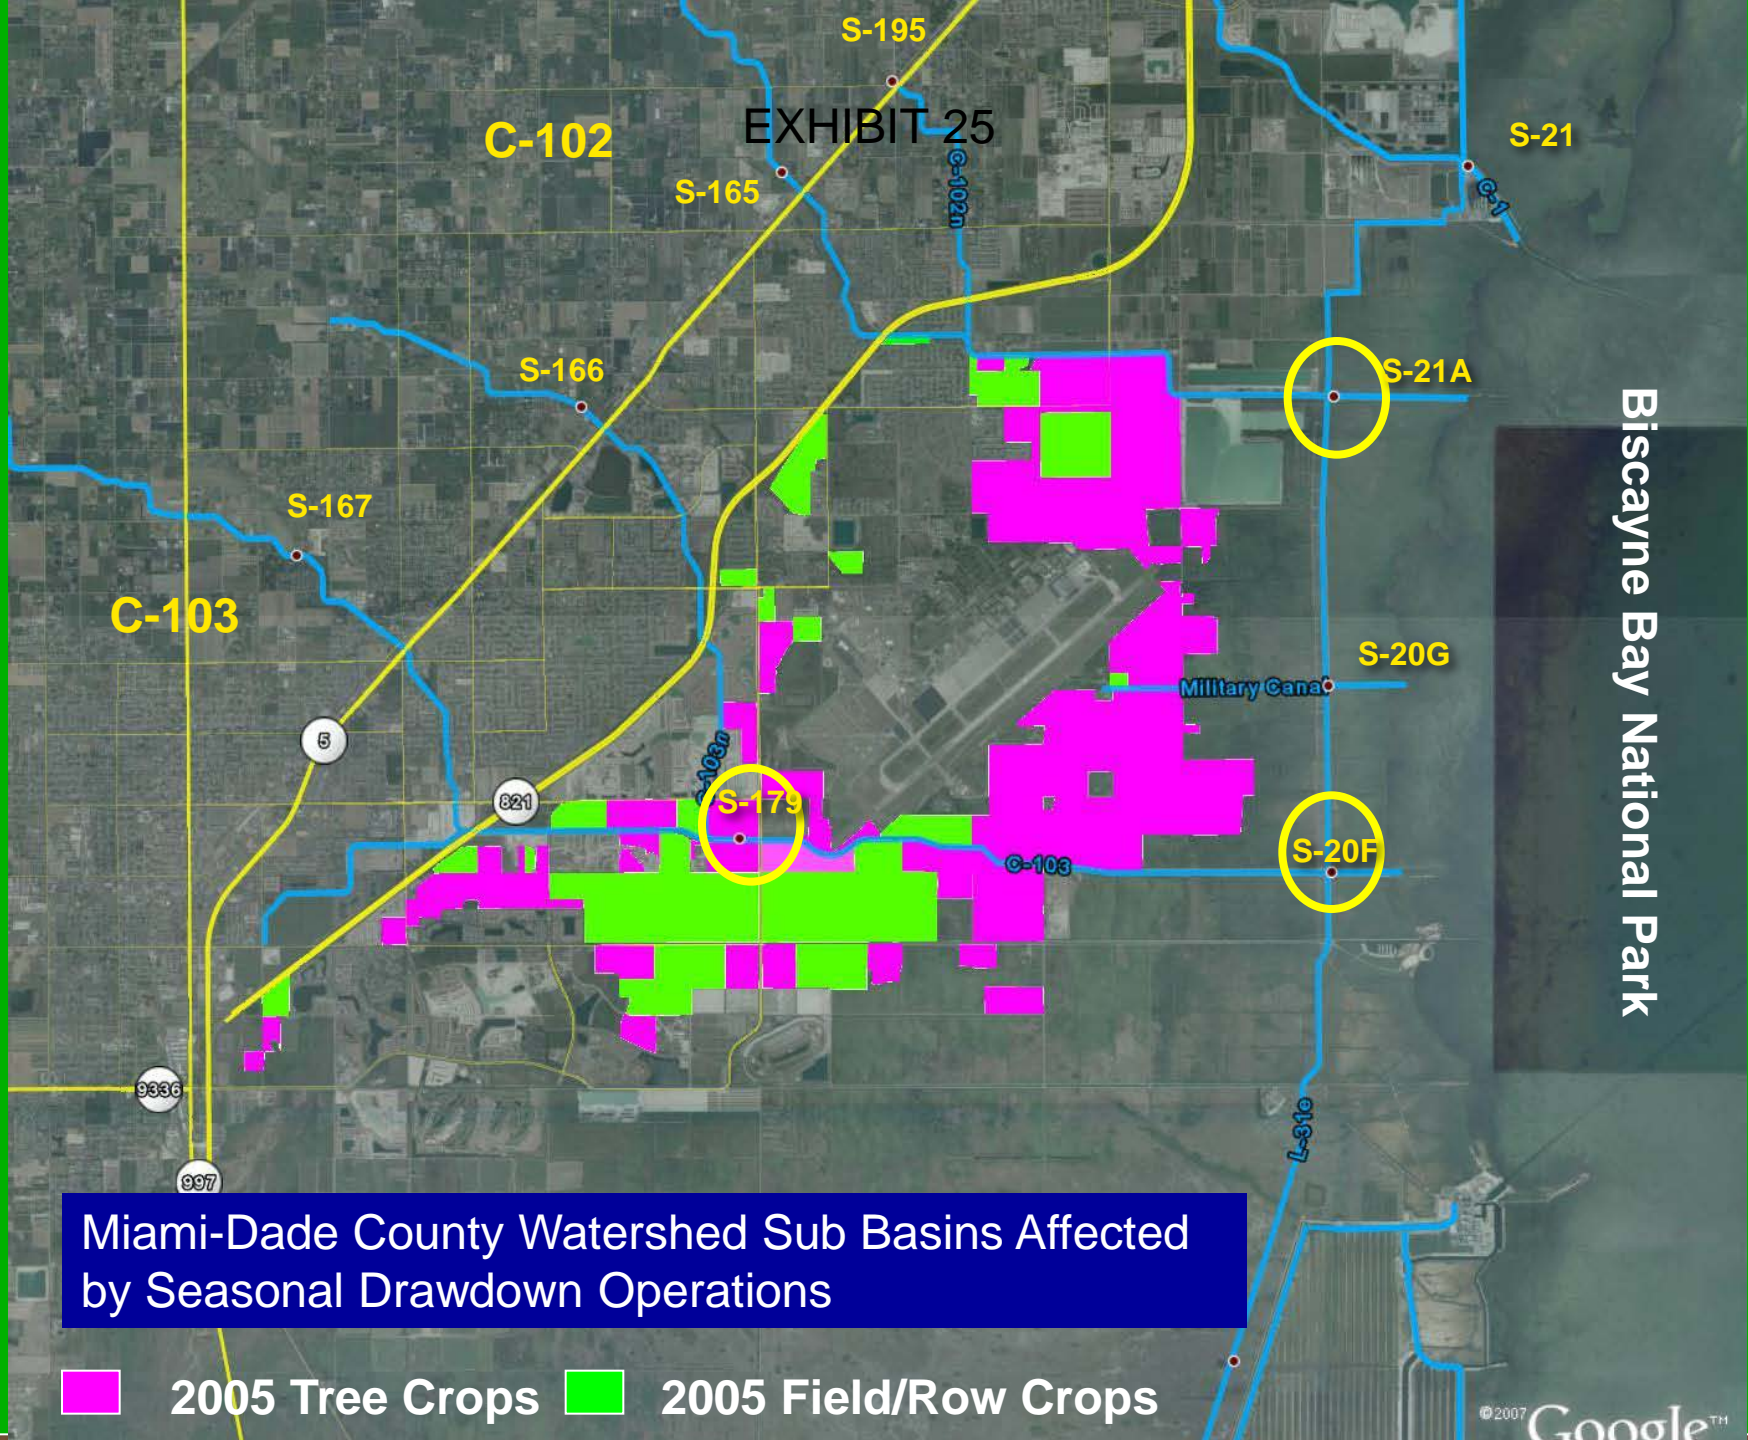 S-195
EXHIBIT 25
C-102
S-21
S-165
C-102n
C-1
S-166
S-21A
Biscayne Bay National Park
S-167
C-103
S-20G
Military Canal
5
C-103n
821
S-179
S-20F
C-103
9336
L-31e
997
Miami-Dade County Watershed Sub Basins Affected
by Seasonal Drawdown Operations
2005 Tree Crops
2005 Field/Row Crops
©2007 Google™